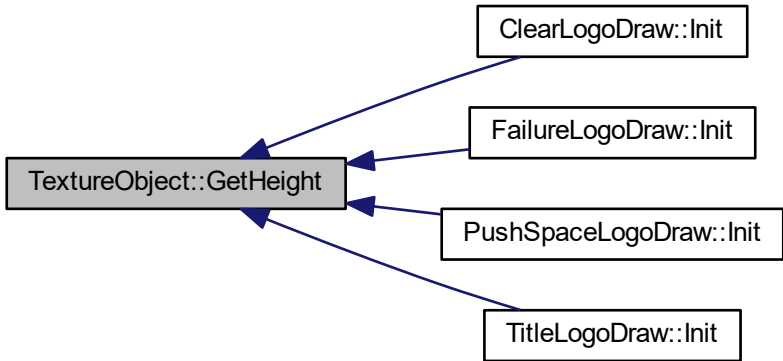 ClearLogoDraw::Init
FailureLogoDraw::Init
TextureObject::GetHeight
PushSpaceLogoDraw::Init
TitleLogoDraw::Init